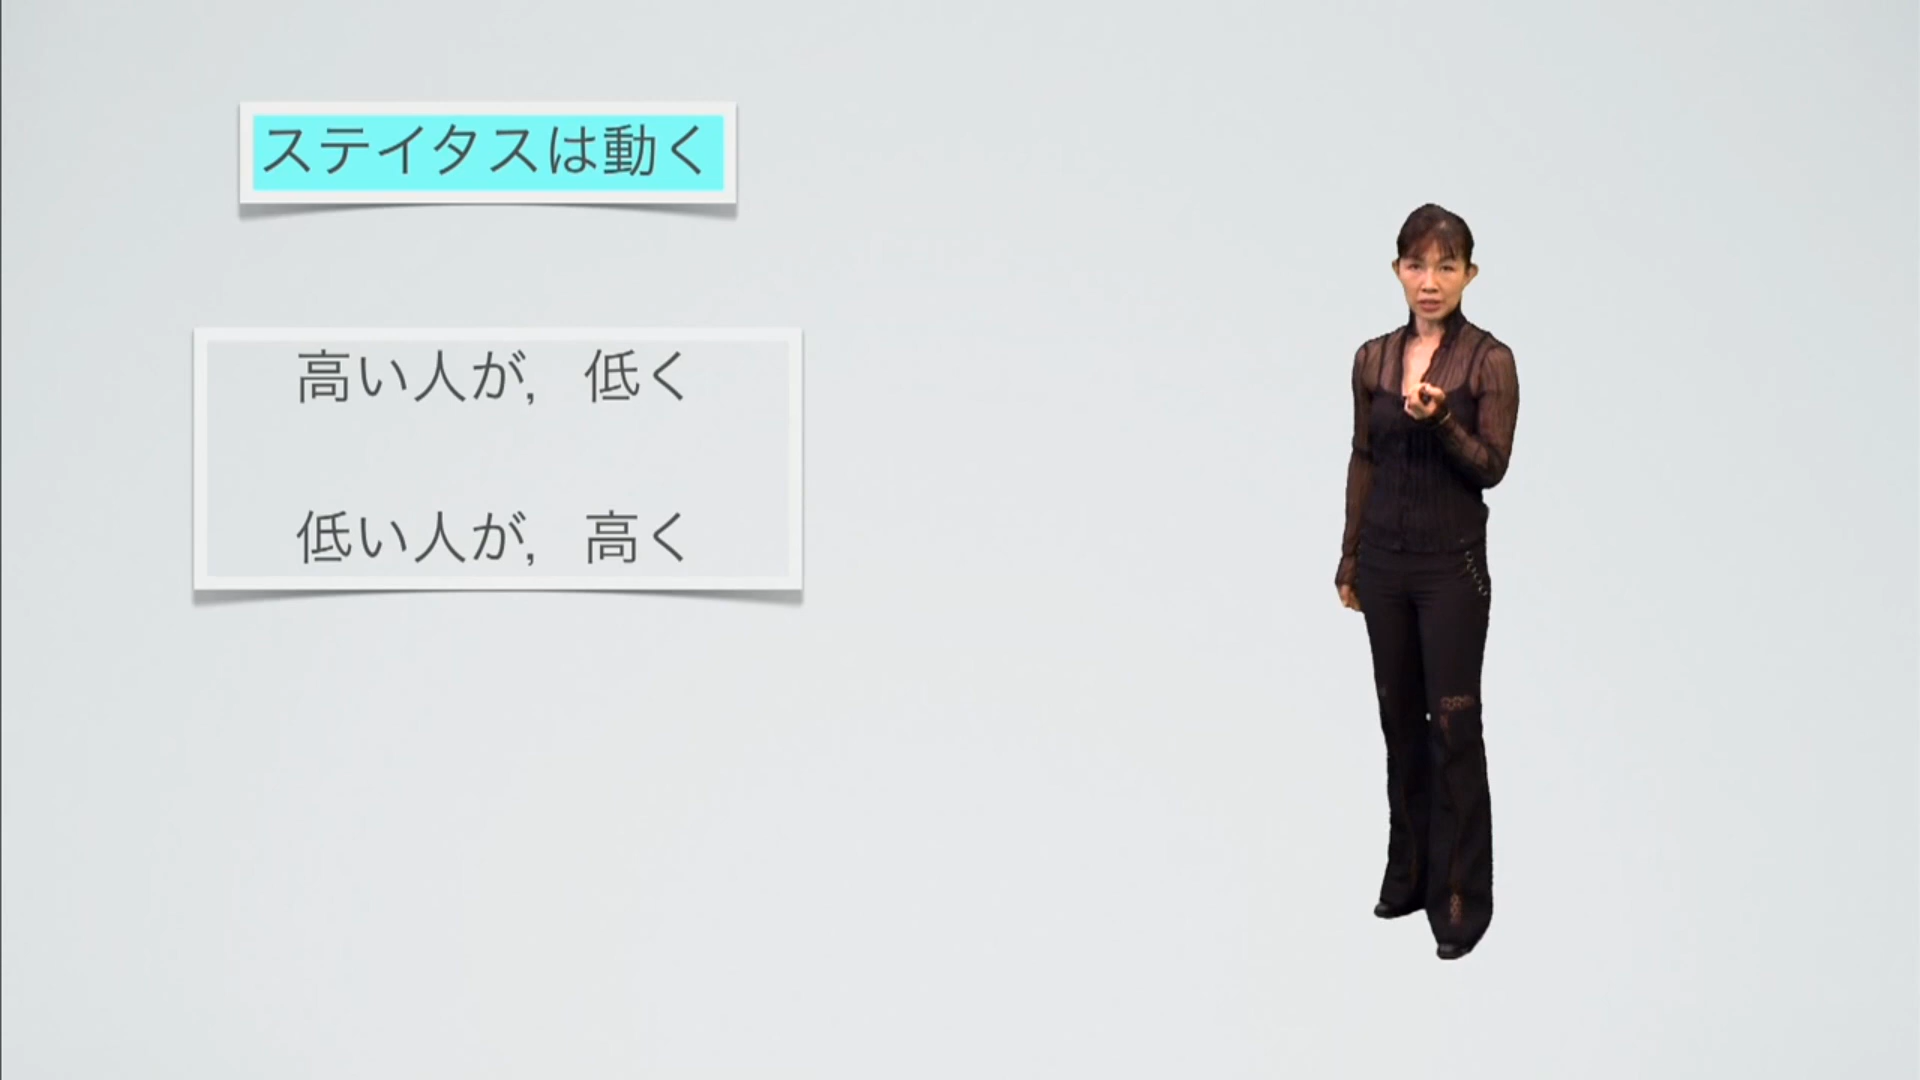 ステイタスは動く
高い人が, 低く
低い人が, 高く